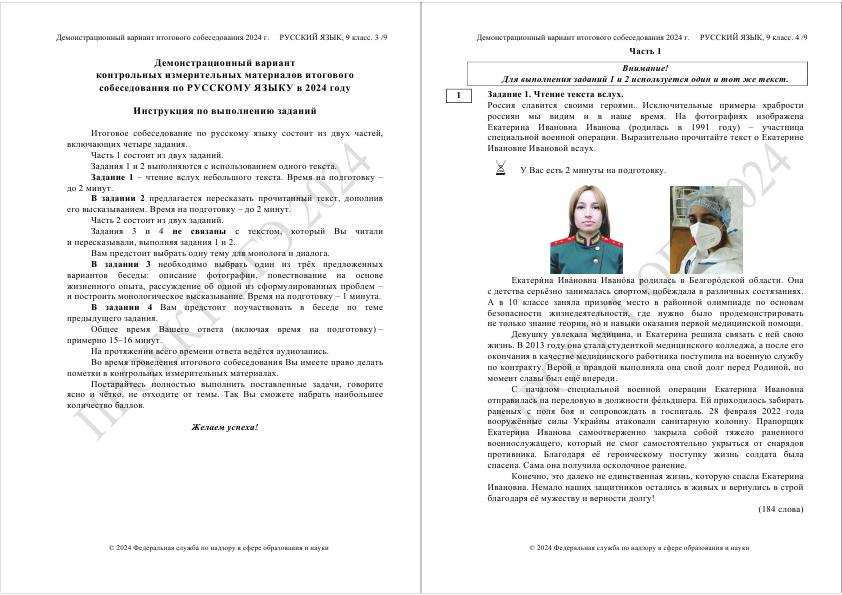 Демонстрационный вариант итогового собеседования 2024 г. РУССКИЙ ЯЗЫК, 9 класс. 3 /9
Демонстрационный вариант
контрольных измерительных материалов итогового
собеседования по РУССКОМУ ЯЗЫКУ в 2024 году
Инструкция по выполнению заданий
Итоговое собеседование по русскому языку состоит из двух частей,
включающих четыре задания.
Часть 1 состоит из двух заданий.
Задания 1 и 2 выполняются с использованием одного текста.
Задание 1 – чтение вслух небольшого текста. Время на подготовку –
до 2 минут.
В задании 2 предлагается пересказать прочитанный текст, дополнив
его высказыванием. Время на подготовку – до 2 минут.
Часть 2 состоит из двух заданий.
Задания 3 и 4 не связаны с текстом, который Вы читали
и пересказывали, выполняя задания 1 и 2.
Вам предстоит выбрать одну тему для монолога и диалога.
В задании 3 необходимо выбрать один из трёх предложенных
вариантов беседы: описание фотографии, повествование на основе
жизненного опыта, рассуждение об одной из сформулированных проблем –
и построить монологическое высказывание. Время на подготовку – 1 минута.
В задании 4 Вам предстоит поучаствовать в беседе по теме
предыдущего задания.
Общее время Вашего ответа (включая время на подготовку) –
примерно 15–16 минут.
На протяжении всего времени ответа ведётся аудиозапись.
Во время проведения итогового собеседования Вы имеете право делать
пометки в контрольных измерительных материалах.
Постарайтесь полностью выполнить поставленные задачи, говорите
ясно и чётко, не отходите от темы. Так Вы сможете набрать наибольшее
количество баллов.
Желаем успеха!
© 2024 Федеральная служба по надзору в сфере образования и науки
Демонстрационный вариант итогового собеседования 2024 г. РУССКИЙ ЯЗЫК, 9 класс. 4 /9
Часть 1
Внимание!
Для выполнения заданий 1 и 2 используется один и тот же текст.
1
Задание 1. Чтение текста вслух.
Россия славится своими героями. Исключительные примеры храбрости
россиян мы видим и в наше время. На фотографиях изображена
Екатерина Ивановна Иванова (родилась в 1991 году) – участница
специальной военной операции. Выразительно прочитайте текст о Екатерине
Ивановне Ивановой вслух.
У Вас есть 2 минуты на подготовку.
Екатери́на Ива́новна Ивано́ва родилась в Белгоро́дской области. Она
с детства серьёзно занималась спортом, побеждала в различных состязаниях.
А в 10 классе заняла призовое место в районной олимпиаде по основам
безопасности жизнедеятельности, где нужно было продемонстрировать
не только знание теории, но и навыки оказания первой медицинской помощи.
Девушку увлекала медицина, и Екатерина решила связать с ней свою
жизнь. В 2013 году она стала студенткой медицинского колледжа, а после его
окончания в качестве медицинского работника поступила на военную службу
по контракту. Верой и правдой выполняла она свой долг перед Родиной, но
момент славы был ещё впереди.
С началом специальной военной операции Екатерина Ивановна
отправилась на передовую в должности фе́льдшера. Ей приходилось забирать
раненых с поля боя и сопровождать в госпиталь. 28 февраля 2022 года
вооружённые силы Украи́ны атаковали санитарную колонну. Прапорщик
Екатерина Иванова самоотверженно закрыла собой тяжело раненного
военнослужащего, который не смог самостоятельно укрыться от снарядов
противника. Благодаря её героическому поступку жизнь солдата была
спасена. Сама она получила осколочное ранение.
Конечно, это далеко не единственная жизнь, которую спасла Екатерина
Ивановна. Немало наших защитников остались в живых и вернулись в строй
благодаря её мужеству и верности долгу!
(184 слова)
© 2024 Федеральная служба по надзору в сфере образования и науки